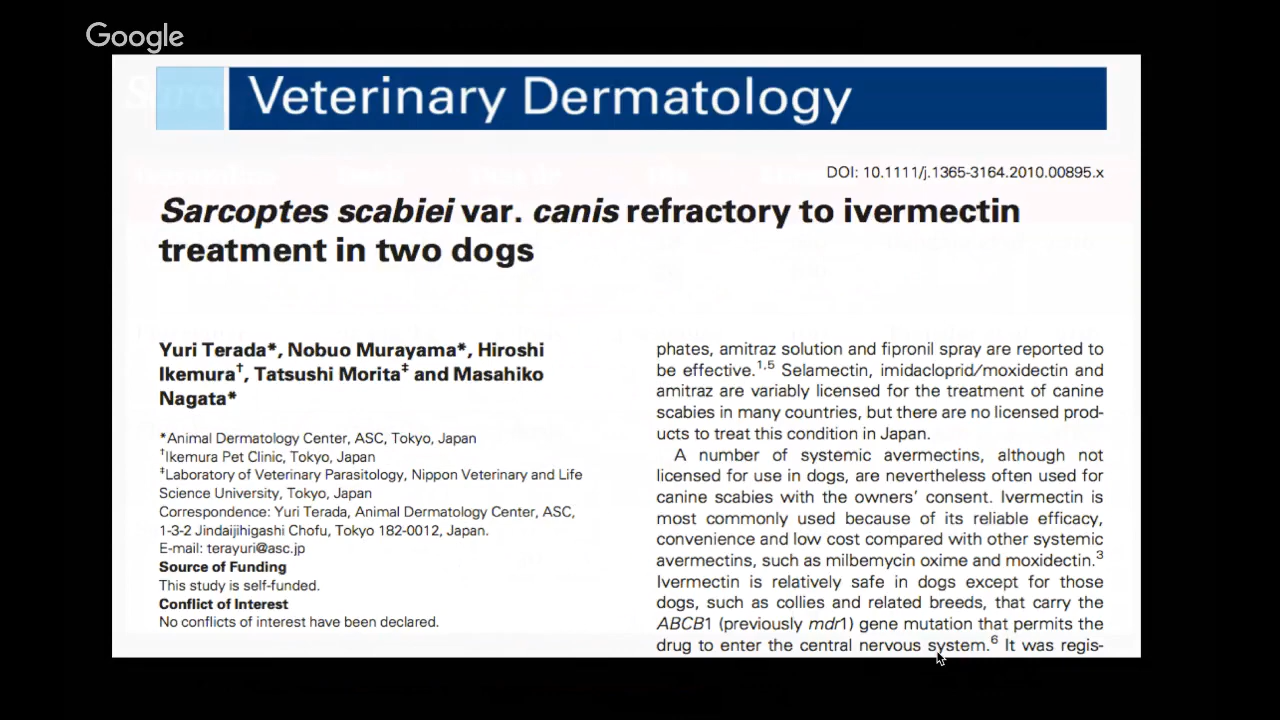 Google
Veterinary Dermatology
DOI: 10.1111/j.1365-3164.2010.00895.x
Sarcoptes scabiei var. canis refractory to ivermectin
treatment in two dogs
Yuri Terada*, Nobuo Murayama*, Hiroshi
Ikemura†, Tatsushi Morita‡ and Masahiko
Nagata*
*Animal Dermatology Center, ASC, Tokyo, Japan
†Ikemura Pet Clinic, Tokyo, Japan
‡Laboratory of Veterinary Parasitology, Nippon Veterinary and Life
Science University, Tokyo, Japan
Correspondence: Yuri Terada, Animal Dermatology Center, ASC,
1-3-2 Jindaijihigashi Chofu, Tokyo 182-0012, Japan.
E-mail: terayuri@asc.jp
Source of Funding
This study is self-funded.
Conflict of Interest
No conflicts of interest have been declared.
phates, amitraz solution and fipronil spray are reported to
be effective.1,5 Selamectin, imidacloprid/moxidectin and
amitraz are variably licensed for the treatment of canine
scabies in many countries, but there are no licensed prod-
ucts to treat this condition in Japan.
A number of systemic avermectins, although not
licensed for use in dogs, are nevertheless often used for
canine scabies with the owners' consent. Ivermectin is
most commonly used because of its reliable efficacy,
convenience and low cost compared with other systemic
avermectins, such as milbemycin oxime and moxidectin.3
Ivermectin is relatively safe in dogs except for those
dogs, such as collies and related breeds, that carry the
ABCB1 (previously mdr1) gene mutation that permits the
drug to enter the central nervous system.6 It was regis-